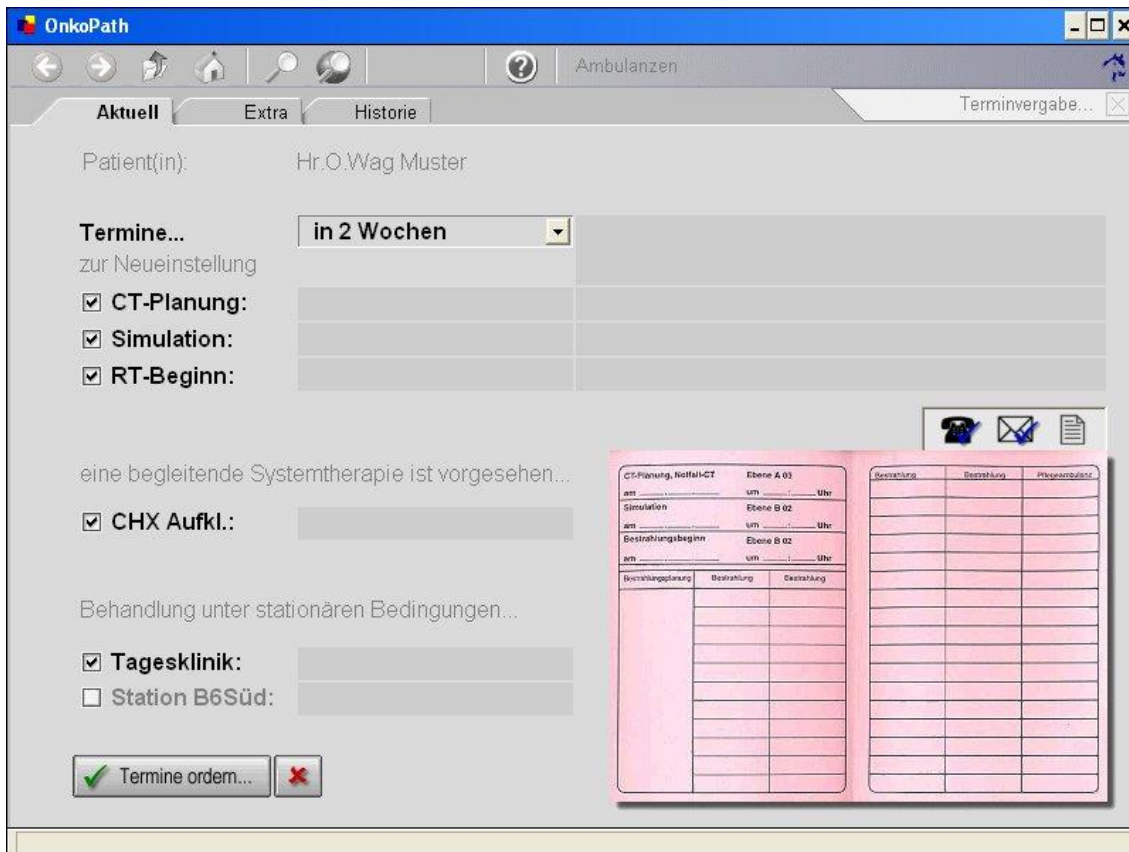 OnkoPath
Ambulanzen
Aktuell Extra Historie Terminvergabe...
Patient(in): Hr.O.Wag Muster
Termine... in 2 Wochen
zur Neueinstellung
CT-Planung:
Simulation:
RT-Beginn:
eine begleitende Systemtherapie ist vorgesehen...
CHX Aufkl.:
Behandlung unter stationären Bedingungen...
Tagesklinik:
Station B6Süd:
Termine ordern...
CT-Planung, Notfall-CT Ebene A 03
am um : Uhr
Simulation Ebene B 02
am um : Uhr
Bestrahlungsbeginn Ebene B 02
am um : Uhr
Bestrahlungsplanung Bestrahlung Bestrahlung
Bestrahlung Bestrahlung Pflegeambulanz